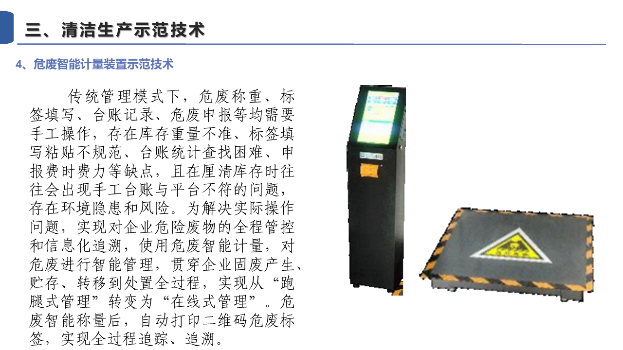 三、清洁生产示范技术
4、危废智能计量装置示范技术
传统管理模式下，危废称重、标
签填写、台账记录、危废申报等均需要
手工操作，存在库存重量不准、标签填
写粘贴不规范、台账统计查找困难、申
报费时费力等缺点，且在厘清库存时往
往会出现手工台账与平台不符的问题，
存在环境隐患和风险。为解决实际操作
问题，实现对企业危险废物的全程管控
和信息化追溯，使用危废智能计量，对
危废进行智能管理，贯穿企业固废产生、
贮存、转移到处置全过程，实现从“跑
腿式管理”转变为“在线式管理”。危
废智能称量后，自动打印二维码危废标
签，实现全过程追踪、追溯。